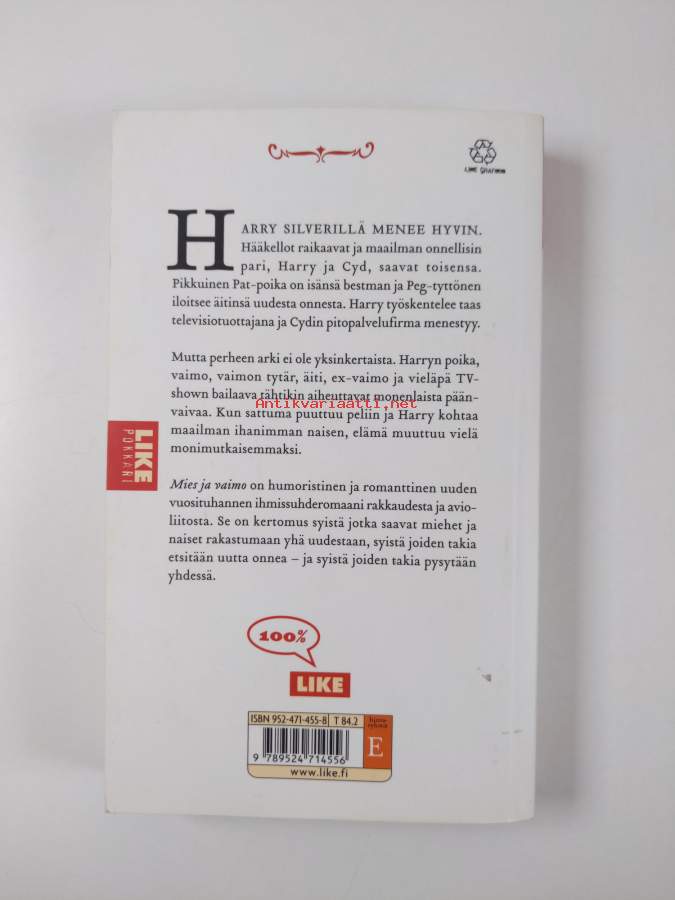 LIKE GRAFENE
HARRY SILVERILLÄ MENEE HYVIN.
Hääkellot raikaavat ja maailman onnellisin
pari, Harry ja Cyd, saavat toisensa.
Pikkuinen Pat-poika on isänsä bestman ja Peg-tyttönen
iloitsee äitinsä uudesta onnesta. Harry työskentelee taas
televisiotuottajana ja Cydin pitopalvelufirma menestyy.
Mutta perheen arki ei ole yksinkertaista. Harryn poika,
vaimo, vaimon tytär, äiti, ex-vaimo ja vieläpä TV-
shown bailaava tähtikin aiheuttavat monenlaista pään-
Antikvariaatti.net
vaivaa. Kun sattuma puuttuu peliin ja Harry kohtaa
maailman ihanimman naisen, elämä muuttuu vielä
monimutkaisemmaksi.
LIKE
POKKARI
Mies ja vaimo on humoristinen ja romanttinen uuden
vuosituhannen ihmissuhderomaani rakkaudesta ja avio-
liitosta. Se on kertomus syistä jotka saavat miehet ja
naiset rakastumaan yhä uudestaan, syistä joiden takia
etsitään uutta onnea – ja syistä joiden takia pysytään
yhdessä.
100%
LIKE
ISBN 952-471-455-8 T 84.2
E
9 789524 714556
www.like.fi